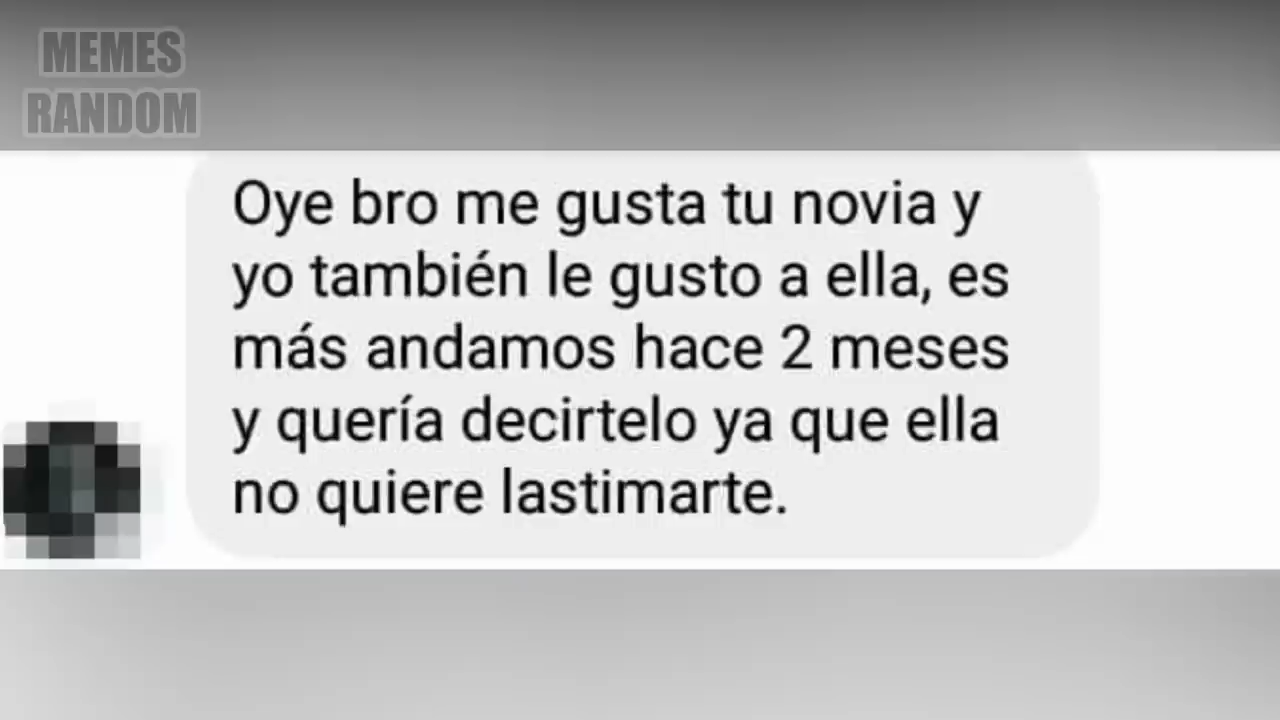 MEMES
RANDOM
Oye bro me gusta tu novia y
yo también le gusto a ella, es
más andamos hace 2 meses
y quería decirtelo ya que ella
no quiere lastimarte.